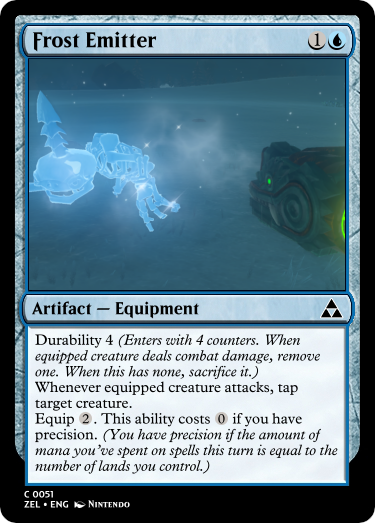 Frost Emitter 1
Artifact — Equipment
Durability 4 (Enters with 4 counters. When
equipped creature deals combat damage, remove
one. When this has none, sacrifice it.)
Whenever equipped creature attacks, tap
target creature.
Equip 2. This ability costs 0 if you have
precision. (You have precision if the amount of
mana you've spent on spells this turn is equal to the
number of lands you control.)
C 0051
ZEL • ENG Nintendo